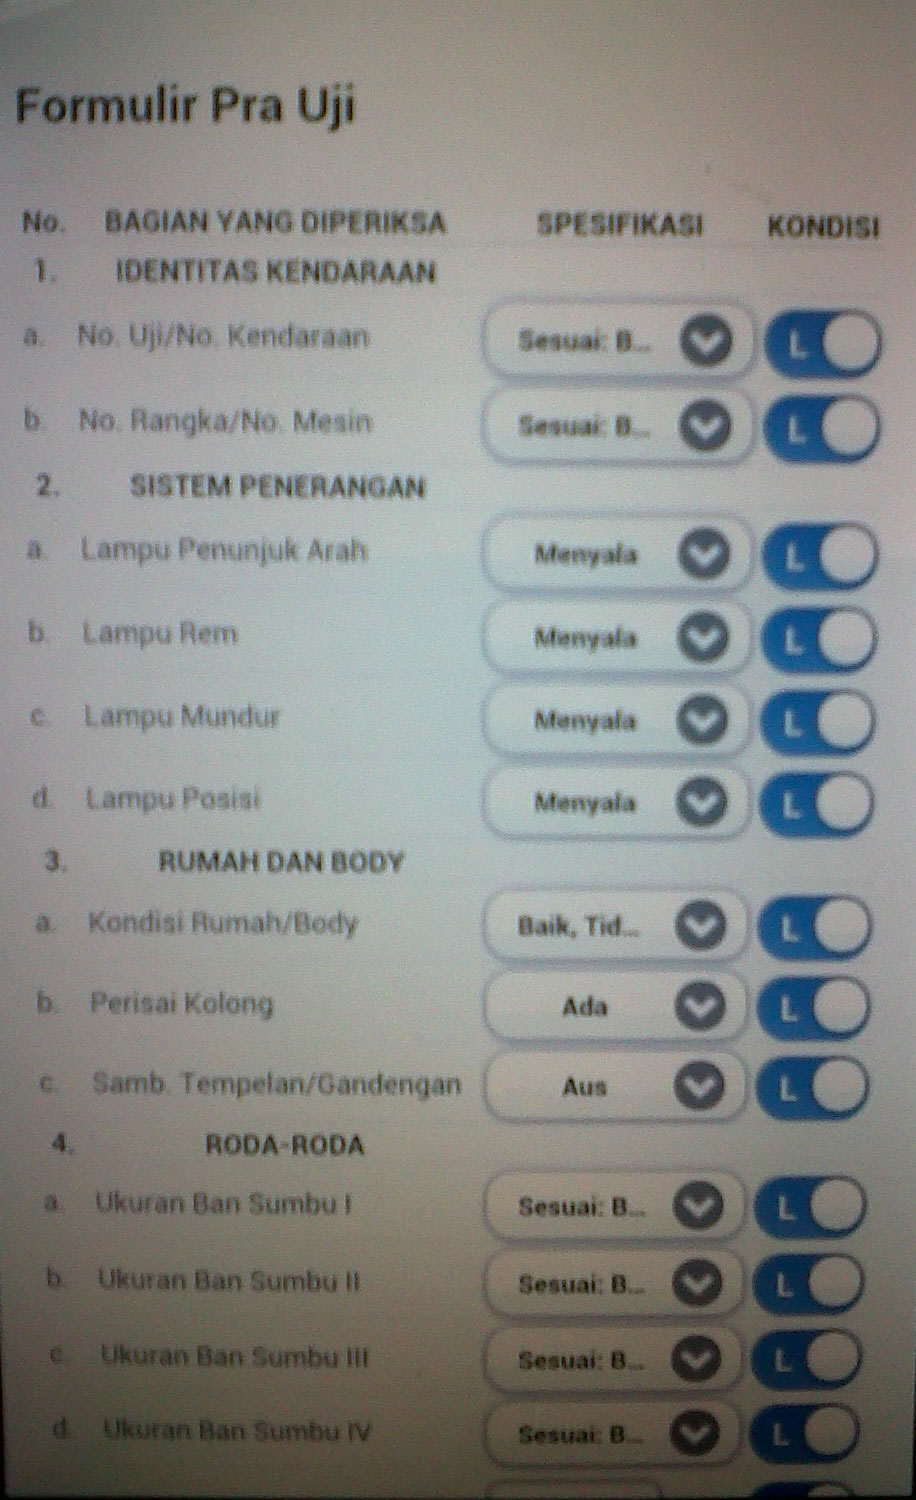 Formulir Pra Uji
No. BAGIAN YANG DIPERIKSA SPESIFIKASI KONDISI
1. IDENTITAS KENDARAAN
a. No. Uji/No. Kendaraan Sesuai: B... L
b. No. Rangka/No. Mesin Sesuai: B... L
2. SISTEM PENERANGAN
a. Lampu Penunjuk Arah Menyala L
b. Lampu Rem Menyala L
c. Lampu Mundur Menyala L
d. Lampu Posisi Menyala L
3. RUMAH DAN BODY
a. Kondisi Rumah/Body Baik, Tid... L
b. Perisai Kolong Ada L
c. Samb. Tempelan/Gandengan Aus L
4. RODA-RODA
a. Ukuran Ban Sumbu I Sesuai: B... L
b. Ukuran Ban Sumbu II Sesuai: B... L
c. Ukuran Ban Sumbu III Sesuai: B... L
d. Ukuran Ban Sumbu IV Sesuai: B... L